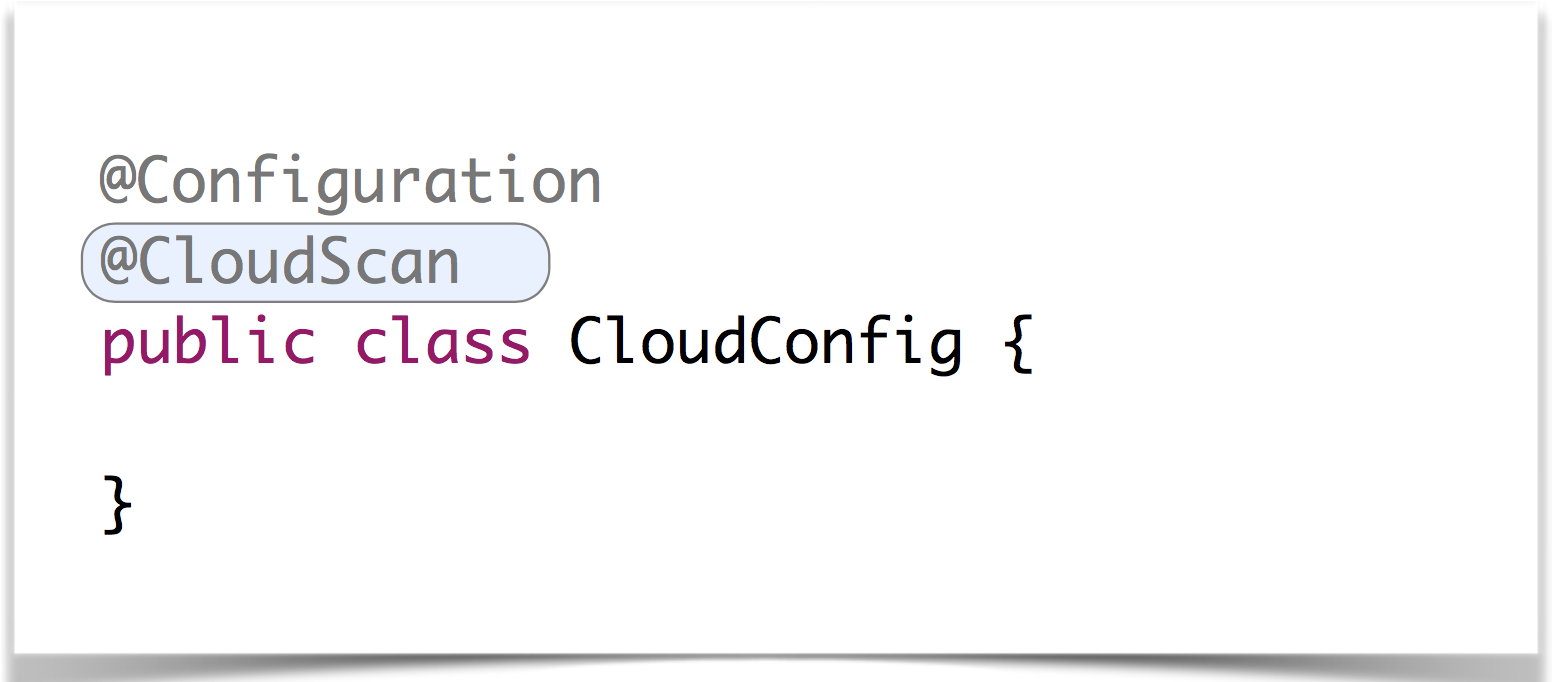 @Configuration
@CloudScan
public class CloudConfig {
}